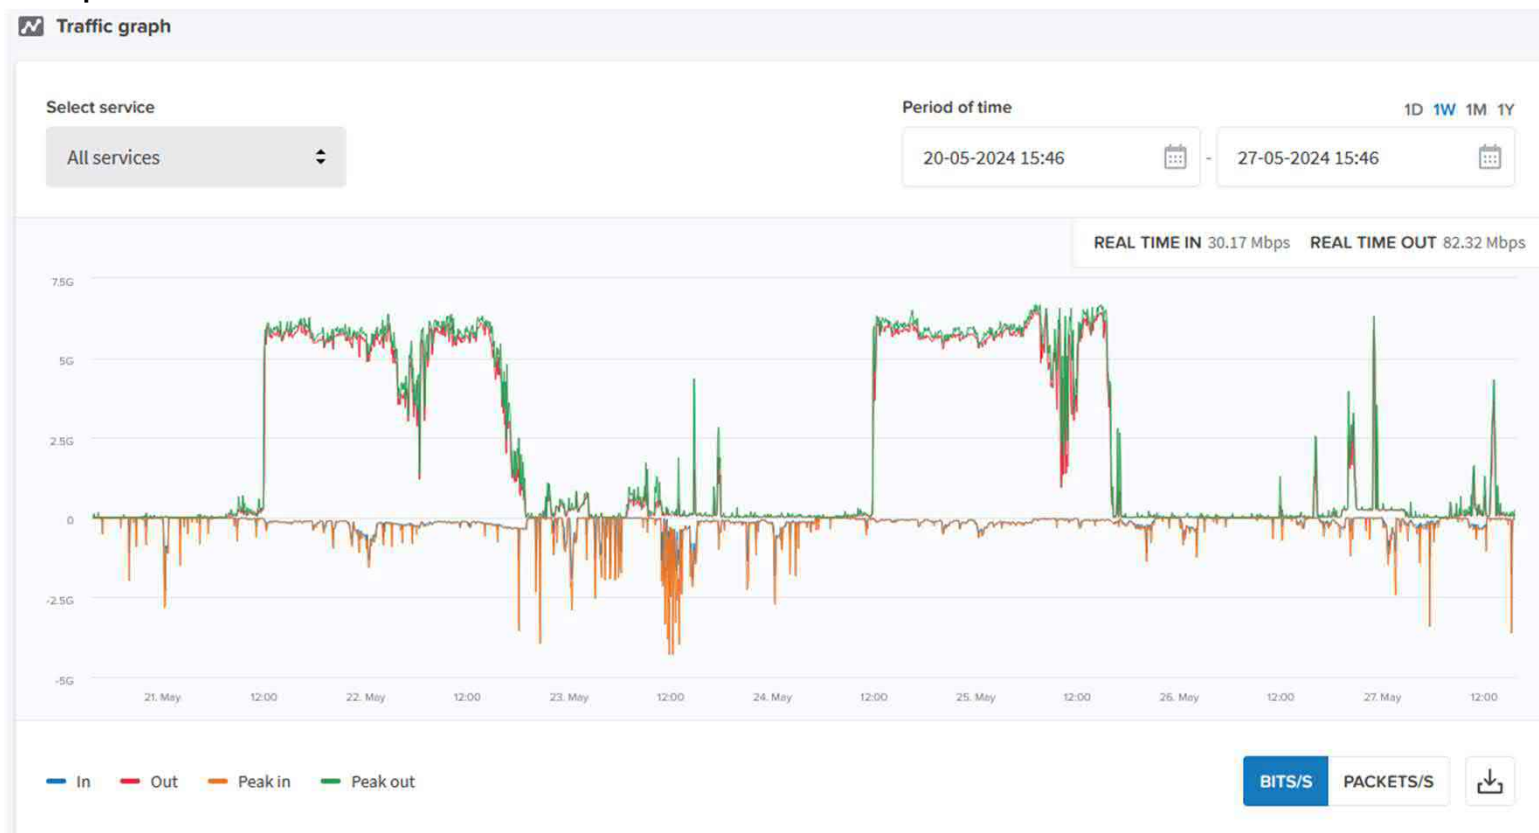 Traffic graph
Select service
All services
Period of time
1D 1W 1M 1Y
20-05-2024 15:46 - 27-05-2024 15:46
REAL TIME IN 30.17 Mbps REAL TIME OUT 82.32 Mbps
7.5G
5G
2.5G
0
-2.5G
-5G
21. May 12:00 22. May 12:00 23. May 12:00 24. May 12:00 25. May 12:00 26. May 12:00 27. May 12:00
In Out Peak in Peak out
BITS/S PACKETS/S